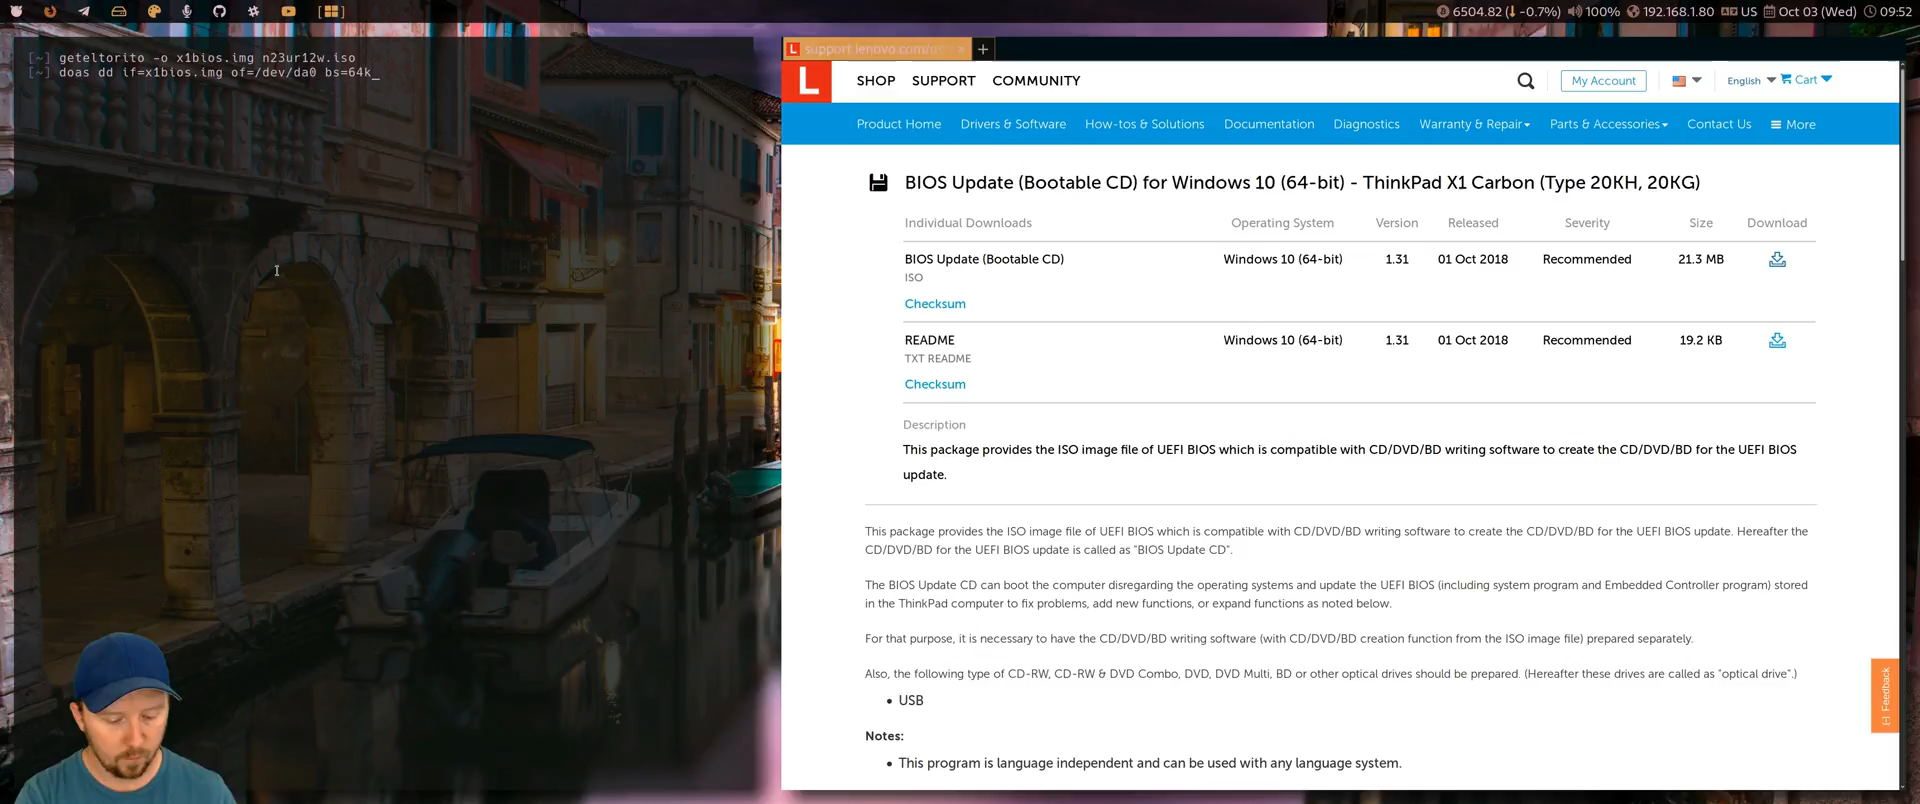 6504.82 (↓ -0.7%) 100% 192.168.1.80 US Oct 03 (Wed) 09:52
[~] geteltorito -o x1bios.img n23ur12w.iso
[~] doas dd if=x1bios.img of=/dev/da0 bs=64k_
L support.lenovo.com/us × +
L SHOP SUPPORT COMMUNITY My Account English Cart
Product Home Drivers & Software How-tos & Solutions Documentation Diagnostics Warranty & Repair Parts & Accessories Contact Us More
BIOS Update (Bootable CD) for Windows 10 (64-bit) - ThinkPad X1 Carbon (Type 20KH, 20KG)
Individual Downloads Operating System Version Released Severity Size Download
BIOS Update (Bootable CD) Windows 10 (64-bit) 1.31 01 Oct 2018 Recommended 21.3 MB
ISO
Checksum
README Windows 10 (64-bit) 1.31 01 Oct 2018 Recommended 19.2 KB
TXT README
Checksum
Description
This package provides the ISO image file of UEFI BIOS which is compatible with CD/DVD/BD writing software to create the CD/DVD/BD for the UEFI BIOS
update.
This package provides the ISO image file of UEFI BIOS which is compatible with CD/DVD/BD writing software to create the CD/DVD/BD for the UEFI BIOS update. Hereafter the
CD/DVD/BD for the UEFI BIOS update is called as "BIOS Update CD".
The BIOS Update CD can boot the computer disregarding the operating systems and update the UEFI BIOS (including system program and Embedded Controller program) stored
in the ThinkPad computer to fix problems, add new functions, or expand functions as noted below.
For that purpose, it is necessary to have the CD/DVD/BD writing software (with CD/DVD/BD creation function from the ISO image file) prepared separately.
Also, the following type of CD-RW, CD-RW & DVD Combo, DVD, DVD Multi, BD or other optical drives should be prepared. (Hereafter these drives are called as "optical drive".)
• USB
Notes:
• This program is language independent and can be used with any language system.
[-] Feedback